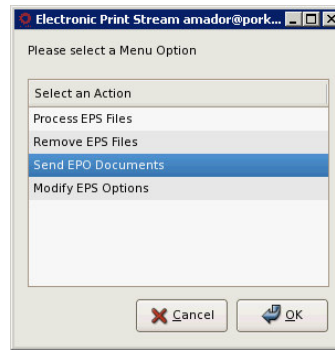 Electronic Print Stream amador@pork...
Please select a Menu Option
Select an Action
Process EPS Files
Remove EPS Files
Send EPO Documents
Modify EPS Options
Cancel
OK